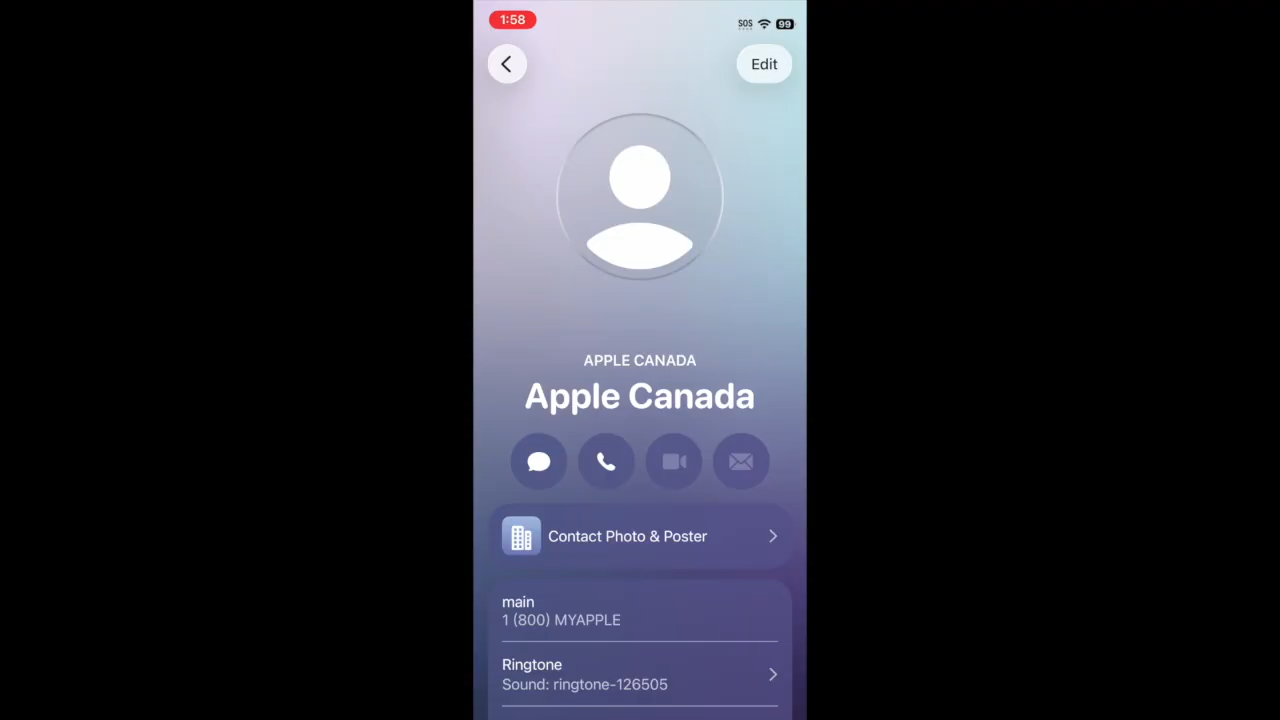 1:58
SOS
99
Edit
APPLE CANADA
Apple Canada
Contact Photo & Poster
main
1 (800) MYAPPLE
Ringtone
Sound: ringtone-126505